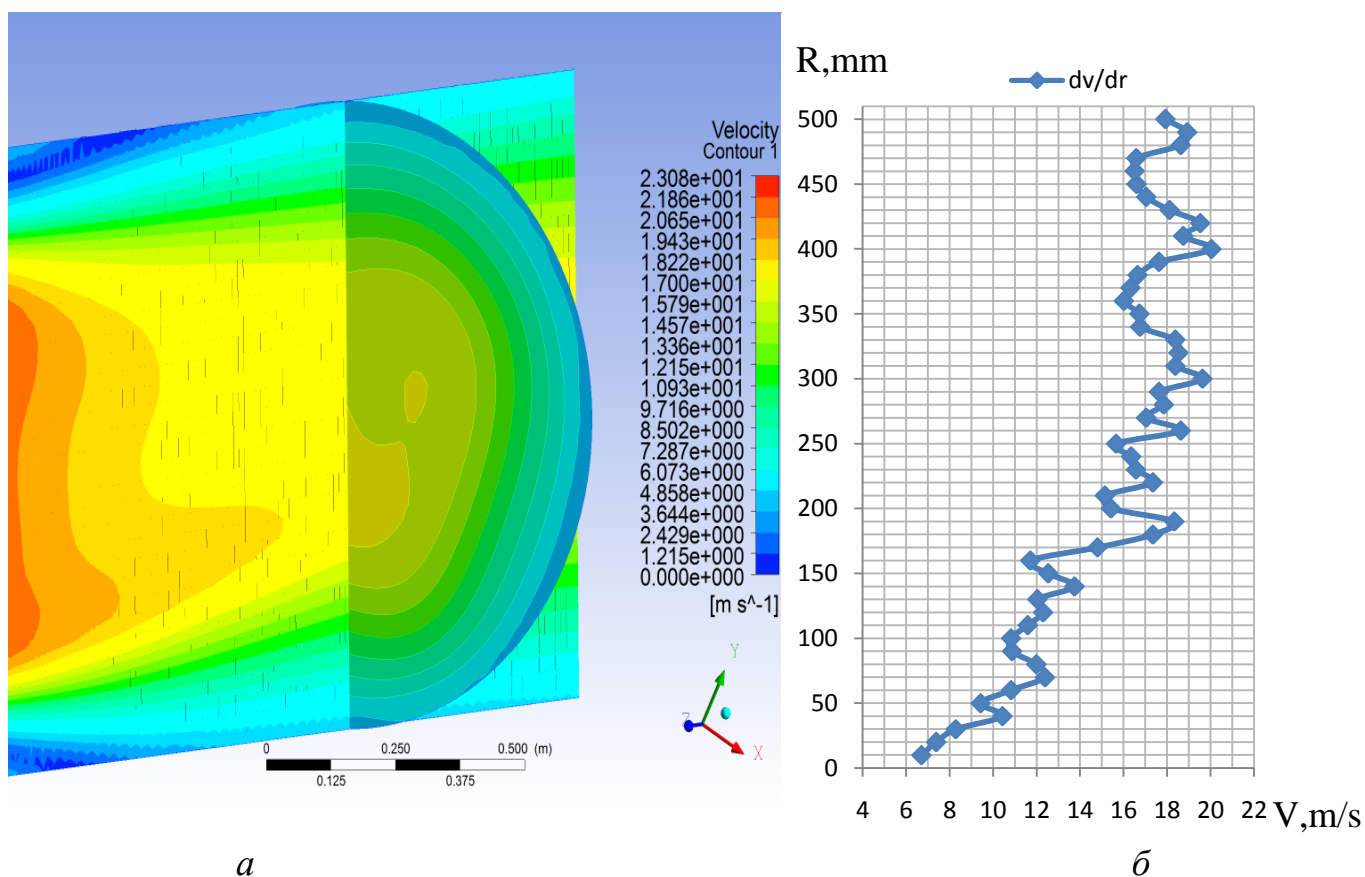 Velocity
Contour 1
2.308e+001
2.186e+001
2.065e+001
1.943e+001
1.822e+001
1.700e+001
1.579e+001
1.457e+001
1.336e+001
1.215e+001
1.093e+001
9.716e+000
8.502e+000
7.287e+000
6.073e+000
4.858e+000
3.644e+000
2.429e+000
1.215e+000
0.000e+000
[m s^-1]
Y
Z
X
0 0.250 0.500 (m)
0.125 0.375
а
R,mm
dv/dr
500
450
400
350
300
250
200
150
100
50
0
4 6 8 10 12 14 16 18 20 22 V,m/s
б